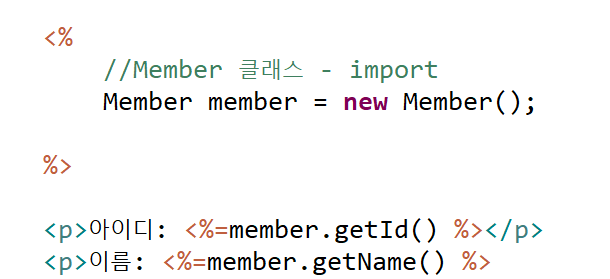 <%
//Member 클래스 - import
Member member = new Member();
%>
<p>아이디: <%=member.getId() %></p>
<p>이름: <%=member.getName() %>